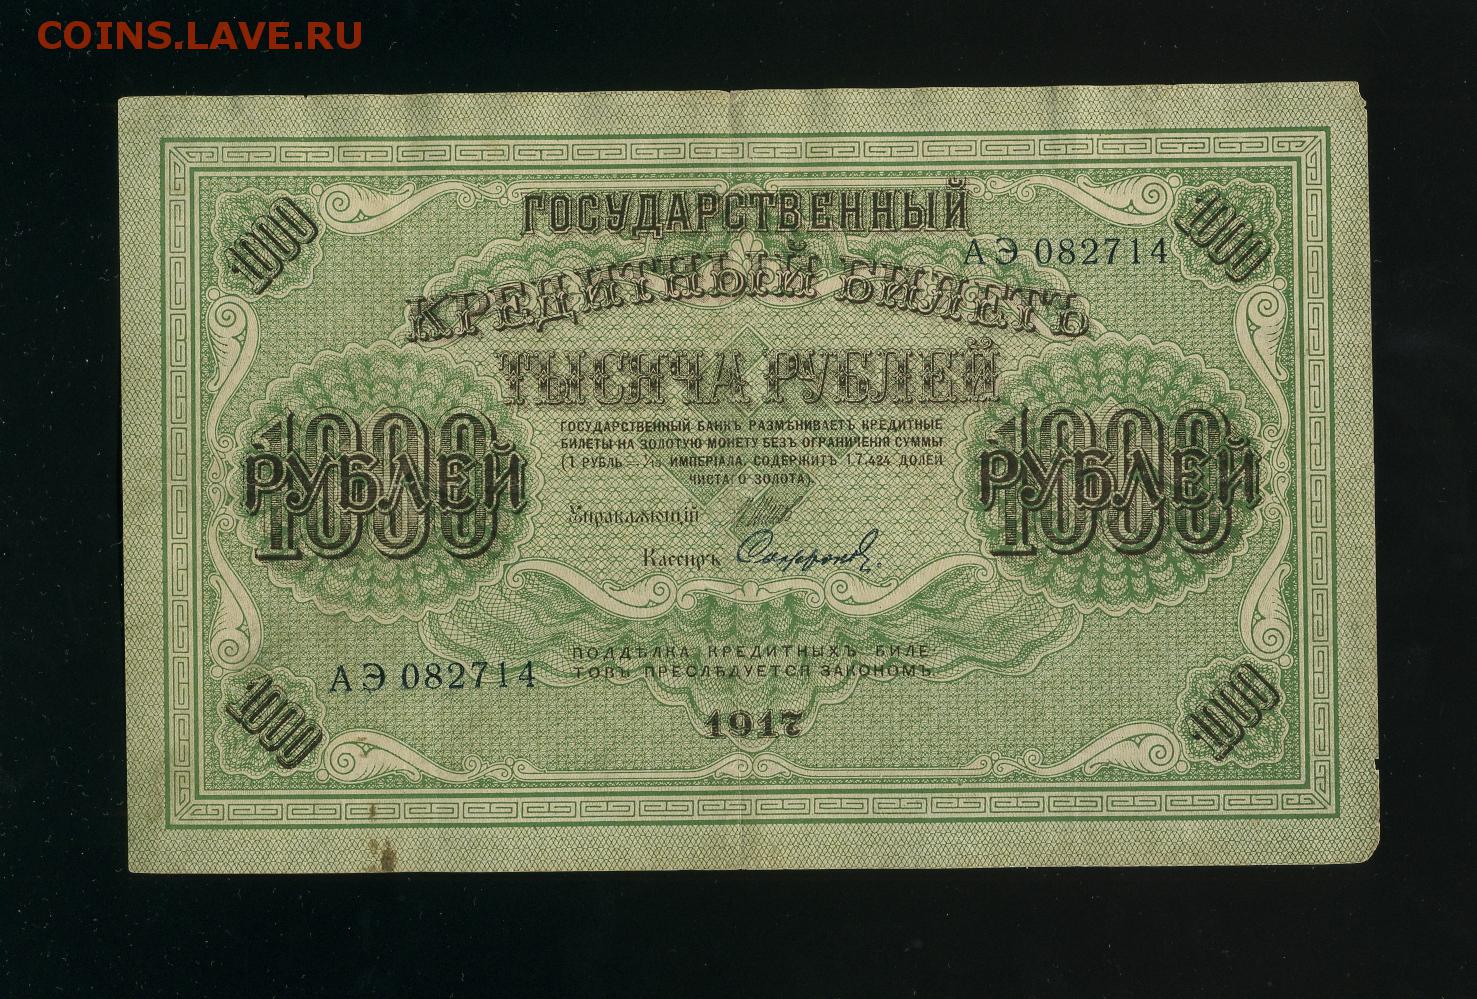 COINS.LAVE.RU
1000
1000
ГОСУДАРСТВЕННЫЙ
АЭ 082714
КРЕДИТНЫЙ БИЛЕТЪ
ТЫСЯЧА РУБЛЕЙ
ГОСУДАРСТВЕННЫЙ БАНКЪ РАЗМѢНИВАЕТЪ КРЕДИТНЫЕ
БИЛЕТЫ НА ЗОЛОТУЮ МОНЕТУ БЕЗЪ ОГРАНИЧЕНІЯ СУММЫ
(1 РУБЛЬ = 1/15 ИМПЕРІАЛА, СОДЕРЖИТЪ 17,424 ДОЛЕЙ
ЧИСТАГО ЗОЛОТА).
1000
РУБЛЕЙ
1000
РУБЛЕЙ
Управляющій
Кассиръ Сафронов
ПОДДѢЛКА КРЕДИТНЫХЪ БИЛЕ-
ТОВЪ ПРЕСЛѢДУЕТСЯ ЗАКОНОМЪ.
АЭ 082714
1917
1000
1000